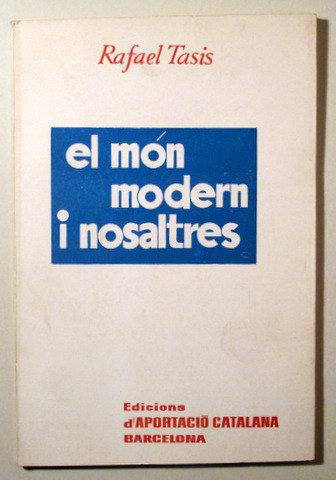 Rafael Tasis
el món
modern
i nosaltres
Edicions
d'APORTACIÓ CATALANA
BARCELONA